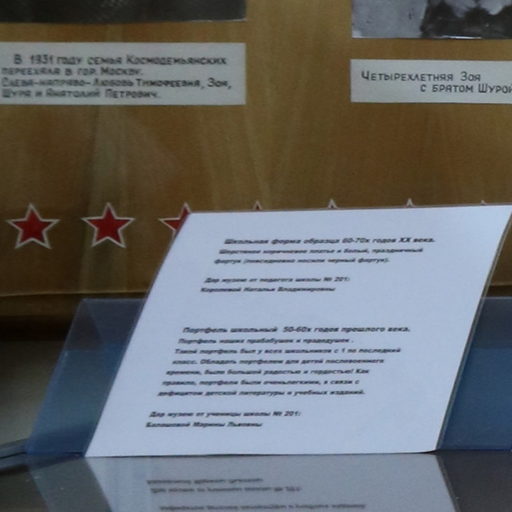 В 1931 году семья Космодемьянских
переехала в гор. Москву.
Слева-направо-Любовь Тимофеевна, Зоя,
Шура и Анатолий Петрович.
Четырехлетняя Зоя
с братом Шурой
Школьная форма образца 60-70х годов XX века.
Шерстяное коричневое платье и белый, праздничный
фартук (повседневно носили черный фартук).
Дар музею от педагога школы № 201:
Королевой Натальи Владимировны
Портфель школьный 50-60х годов прошлого века.
Портфель наших прабабушек и прадедушек.
Такой портфель был у всех школьников с 1 по последний
класс. Обладать портфелем для детей послевоенного
времени, было большой радостью и гордостью! Как
правило, портфели были очень легкими, в связи с
дефицитом детской литературы и учебных изданий.
Дар музею от ученицы школы № 201:
Балашовой Марины Львовны